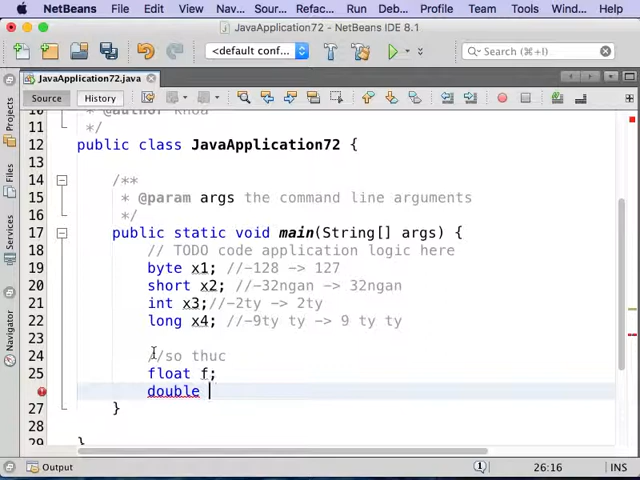 NetBeans File Edit View Nav... Sour... Refac... Run Deb... Profile Team Tools Win... Help
JavaApplication72 - NetBeans IDE 8.1
<default conf...
Search (⌘+I)
JavaApplication72.java
Source History
Projects
Files
Services
Navigator
11 */
12 public class JavaApplication72 {
13
14 /**
15 * @param args the command line arguments
16 */
17 public static void main(String[] args) {
18 // TODO code application logic here
19 byte x1; //-128 -> 127
20 short x2; //-32ngan -> 32ngan
21 int x3;//-2ty -> 2ty
22 long x4; //-9ty ty -> 9 ty ty
23
24 //so thuc
25 float f;
double
27 }
28
29 }
Output
1
26:16 INS